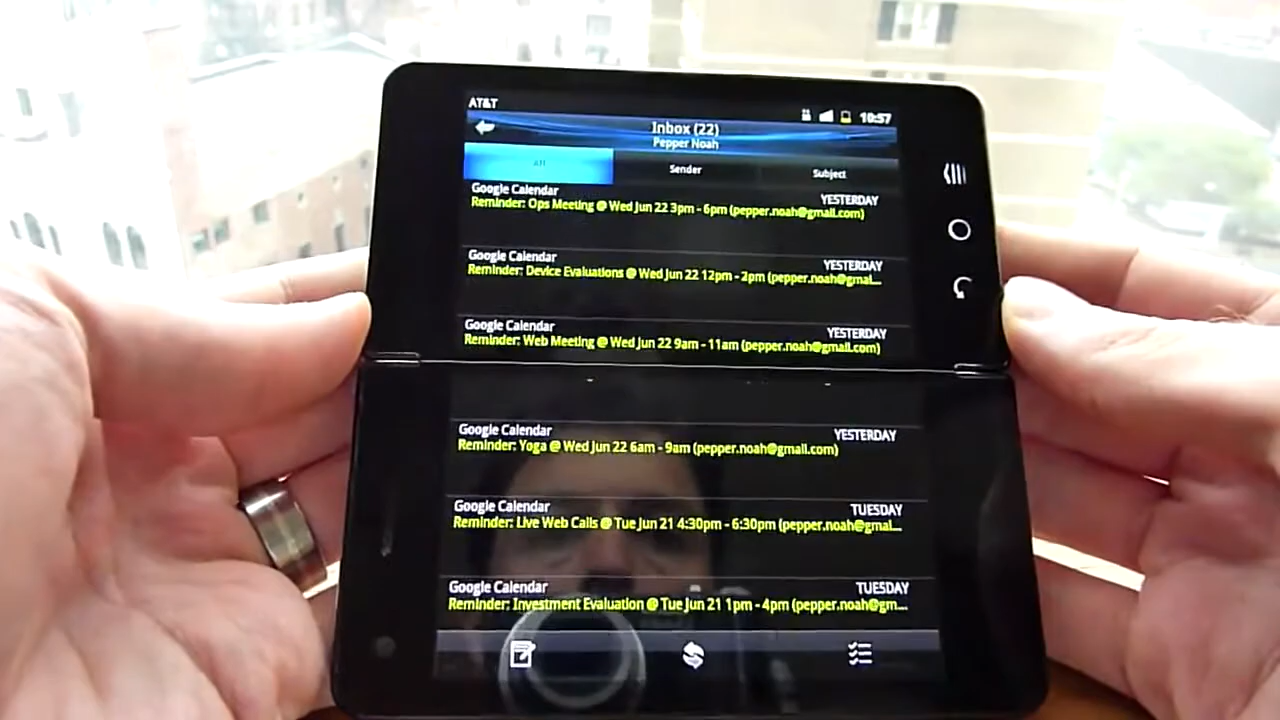 AT&T 10:57
Inbox (22)
Pepper Noah
All Sender Subject
Google Calendar YESTERDAY
Reminder: Ops Meeting @ Wed Jun 22 3pm - 6pm (pepper.noah@gmail.com)
Google Calendar YESTERDAY
Reminder: Device Evaluations @ Wed Jun 22 12pm - 2pm (pepper.noah@gmai...
Google Calendar YESTERDAY
Reminder: Web Meeting @ Wed Jun 22 9am - 11am (pepper.noah@gmail.com)
Google Calendar YESTERDAY
Reminder: Yoga @ Wed Jun 22 6am - 9am (pepper.noah@gmail.com)
Google Calendar TUESDAY
Reminder: Live Web Calls @ Tue Jun 21 4:30pm - 6:30pm (pepper.noah@gmai...
Google Calendar TUESDAY
Reminder: Investment Evaluation @ Tue Jun 21 1pm - 4pm (pepper.noah@gm...